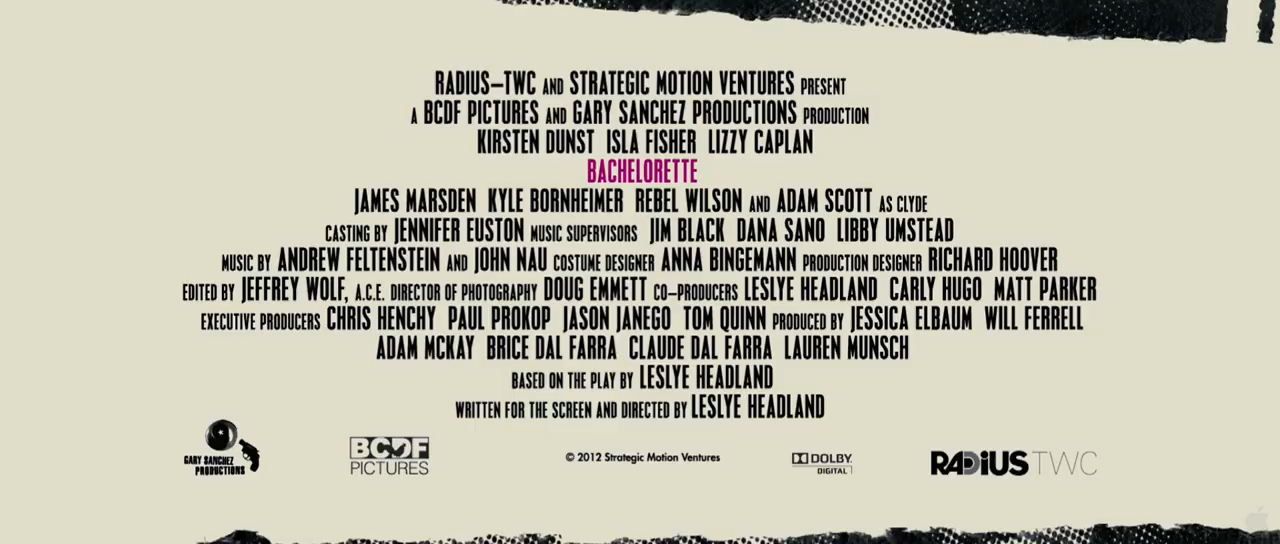 RADIUS–TWC AND STRATEGIC MOTION VENTURES PRESENT
A BCDF PICTURES AND GARY SANCHEZ PRODUCTIONS PRODUCTION
KIRSTEN DUNST ISLA FISHER LIZZY CAPLAN
BACHELORETTE
JAMES MARSDEN KYLE BORNHEIMER REBEL WILSON AND ADAM SCOTT AS CLYDE
CASTING BY JENNIFER EUSTON MUSIC SUPERVISORS JIM BLACK DANA SANO LIBBY UMSTEAD
MUSIC BY ANDREW FELTENSTEIN AND JOHN NAU COSTUME DESIGNER ANNA BINGEMANN PRODUCTION DESIGNER RICHARD HOOVER
EDITED BY JEFFREY WOLF, A.C.E. DIRECTOR OF PHOTOGRAPHY DOUG EMMETT CO–PRODUCERS LESLYE HEADLAND CARLY HUGO MATT PARKER
EXECUTIVE PRODUCERS CHRIS HENCHY PAUL PROKOP JASON JANEGO TOM QUINN PRODUCED BY JESSICA ELBAUM WILL FERRELL
ADAM MCKAY BRICE DAL FARRA CLAUDE DAL FARRA LAUREN MUNSCH
BASED ON THE PLAY BY LESLYE HEADLAND
WRITTEN FOR THE SCREEN AND DIRECTED BY LESLYE HEADLAND
GARY SANCHEZ
PRODUCTIONS
BCDF
PICTURES
© 2012 Strategic Motion Ventures
DOLBY
DIGITAL
RADiUS TWC